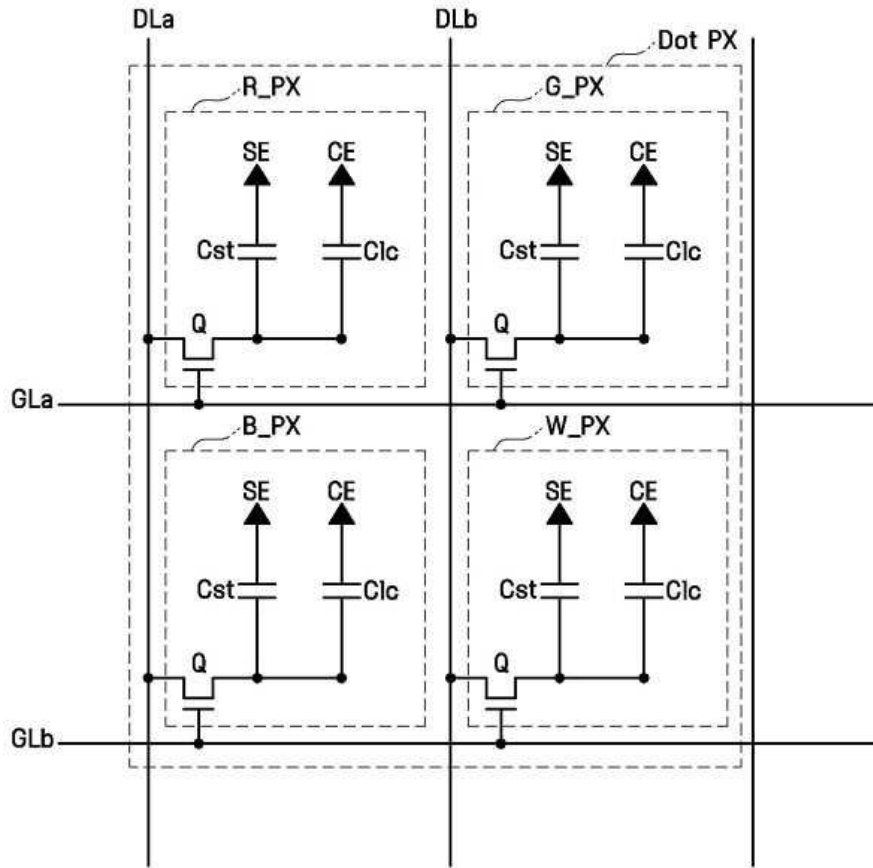 DLa DLb
Dot PX
R_PX G_PX
SE CE SE CE
Cst Clc Cst Clc
Q Q
GLa
B_PX W_PX
SE CE SE CE
Cst Clc Cst Clc
Q Q
GLb